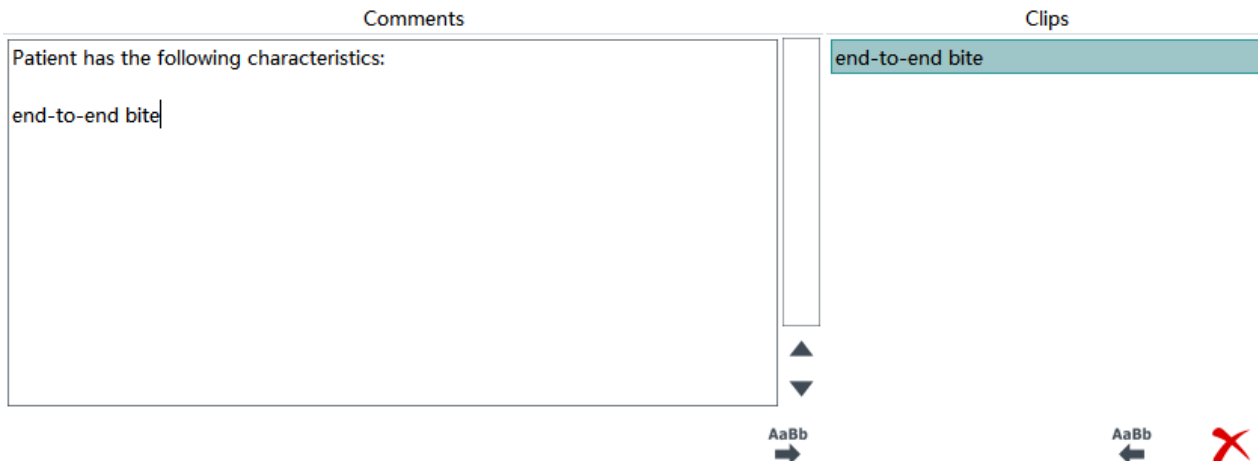 Comments
Clips
Patient has the following characteristics:
end-to-end bite
end-to-end bite
AaBb
AaBb